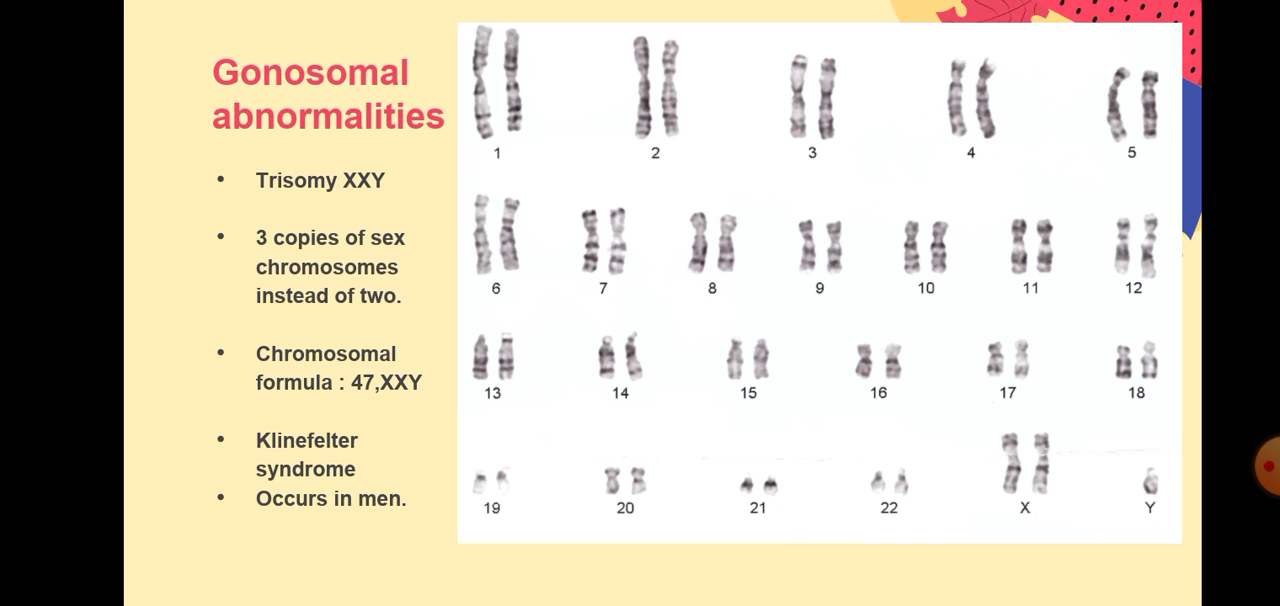 Gonosomal
abnormalities
• Trisomy XXY
• 3 copies of sex
chromosomes
instead of two.
• Chromosomal
formula : 47,XXY
• Klinefelter
syndrome
• Occurs in men.
1 2 3 4 5
6 7 8 9 10 11 12
13 14 15 16 17 18
19 20 21 22 X Y